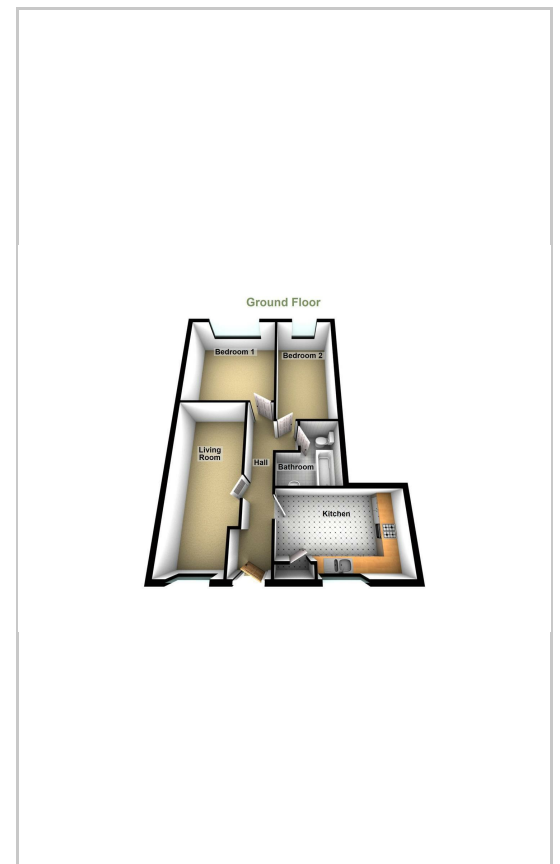 Ground Floor
Bedroom 1
Bedroom 2
Living
Room
Hall
Bathroom
Kitchen